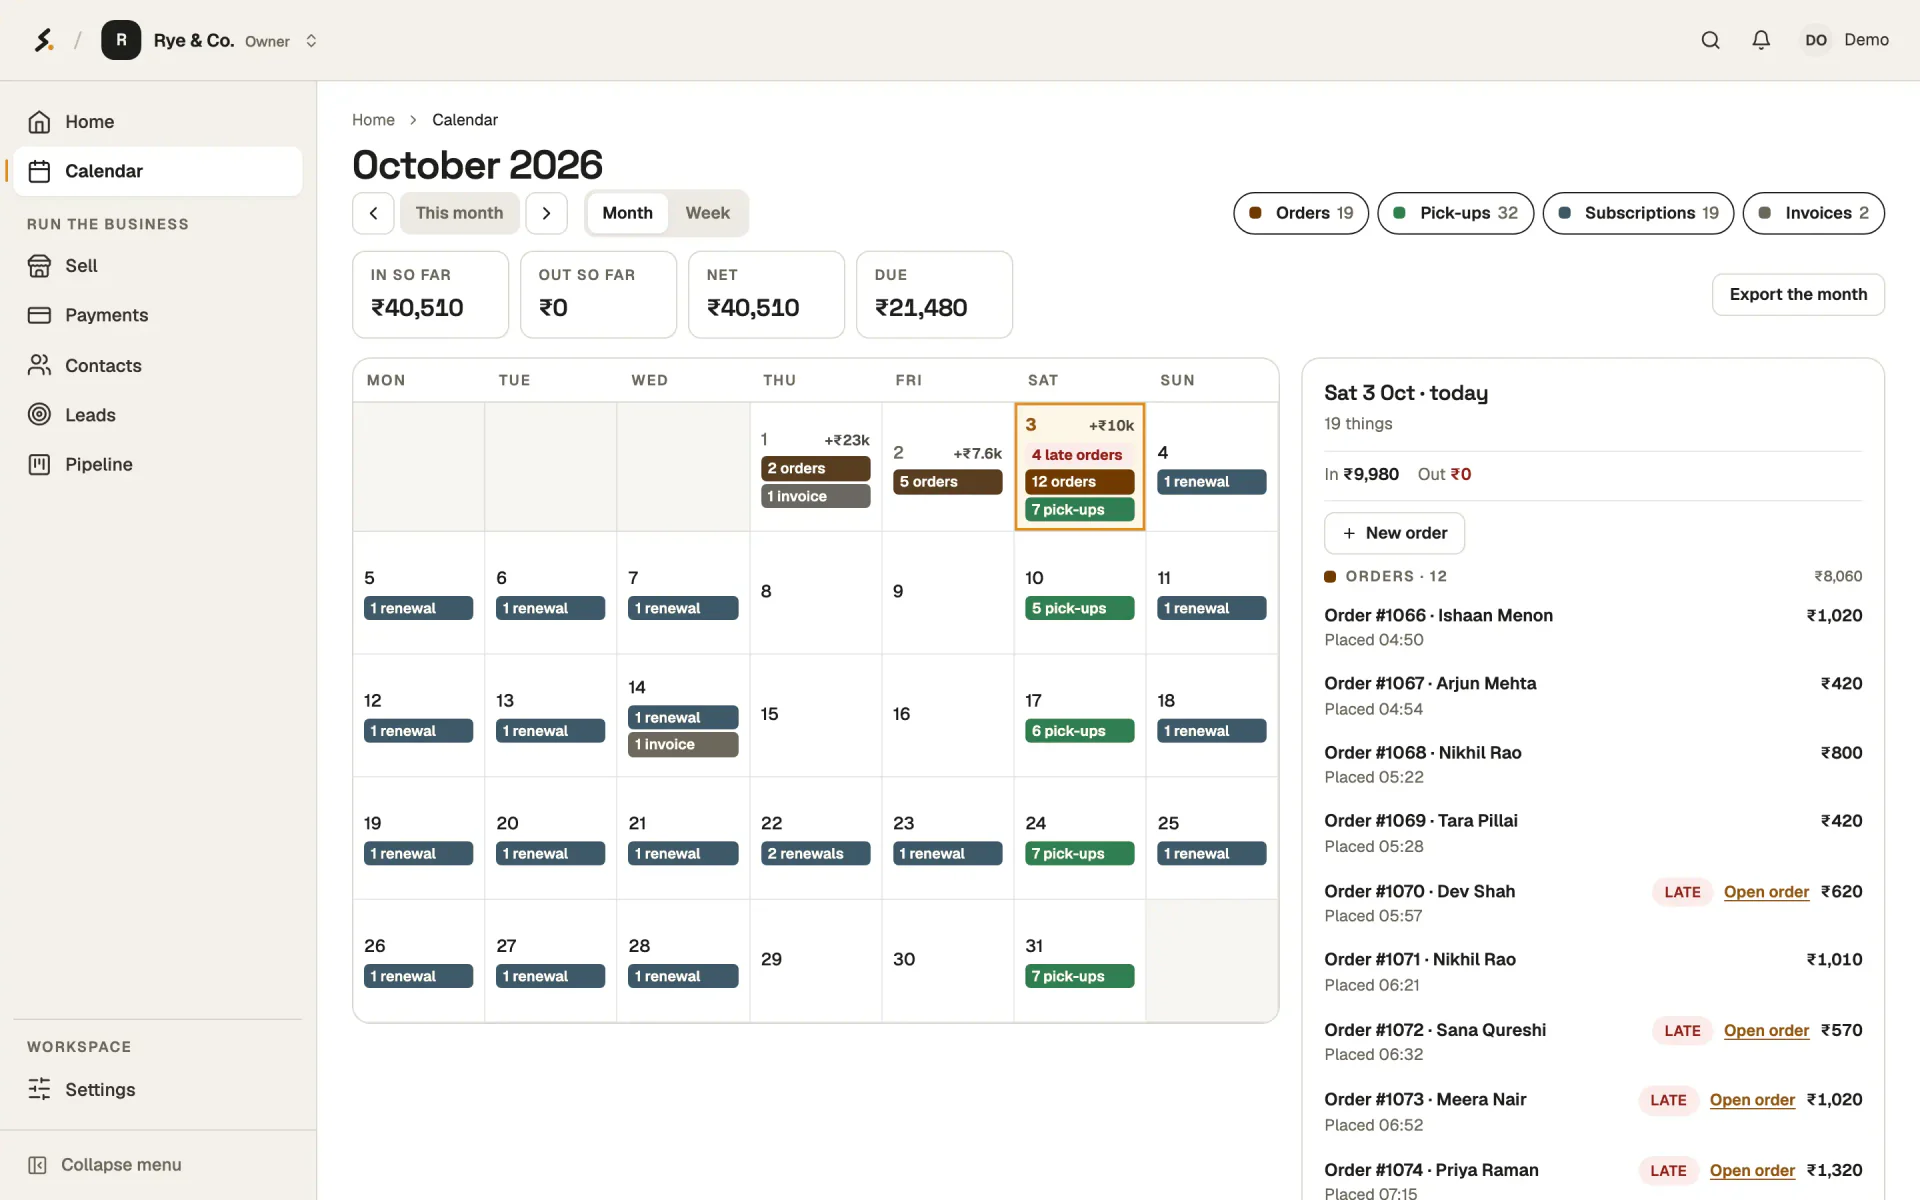 / R Rye & Co. Owner
DO Demo
Home
Calendar
RUN THE BUSINESS
Sell
Payments
Contacts
Leads
Pipeline
WORKSPACE
Settings
Collapse menu
Home > Calendar
October 2026
This month
Month Week
Orders 19 Pick-ups 32 Subscriptions 19 Invoices 2
IN SO FAR
₹40,510
OUT SO FAR
₹0
NET
₹40,510
DUE
₹21,480
Export the month
MON TUE WED THU FRI SAT SUN
1 +₹23k
2 orders
1 invoice
2 +₹7.6k
5 orders
3 +₹10k
4 late orders
12 orders
7 pick-ups
4
1 renewal
5
1 renewal
6
1 renewal
7
1 renewal
8
9
10
5 pick-ups
11
1 renewal
12
1 renewal
13
1 renewal
14
1 renewal
1 invoice
15
16
17
6 pick-ups
18
1 renewal
19
1 renewal
20
1 renewal
21
1 renewal
22
2 renewals
23
1 renewal
24
7 pick-ups
25
1 renewal
26
1 renewal
27
1 renewal
28
1 renewal
29
30
31
7 pick-ups
Sat 3 Oct · today
19 things
In ₹9,980 Out ₹0
+ New order
ORDERS · 12 ₹8,060
Order #1066 · Ishaan Menon ₹1,020
Placed 04:50
Order #1067 · Arjun Mehta ₹420
Placed 04:54
Order #1068 · Nikhil Rao ₹800
Placed 05:22
Order #1069 · Tara Pillai ₹420
Placed 05:28
Order #1070 · Dev Shah LATE Open order ₹620
Placed 05:57
Order #1071 · Nikhil Rao ₹1,010
Placed 06:21
Order #1072 · Sana Qureshi LATE Open order ₹570
Placed 06:32
Order #1073 · Meera Nair LATE Open order ₹1,020
Placed 06:52
Order #1074 · Priya Raman LATE Open order ₹1,320
Placed 07:15